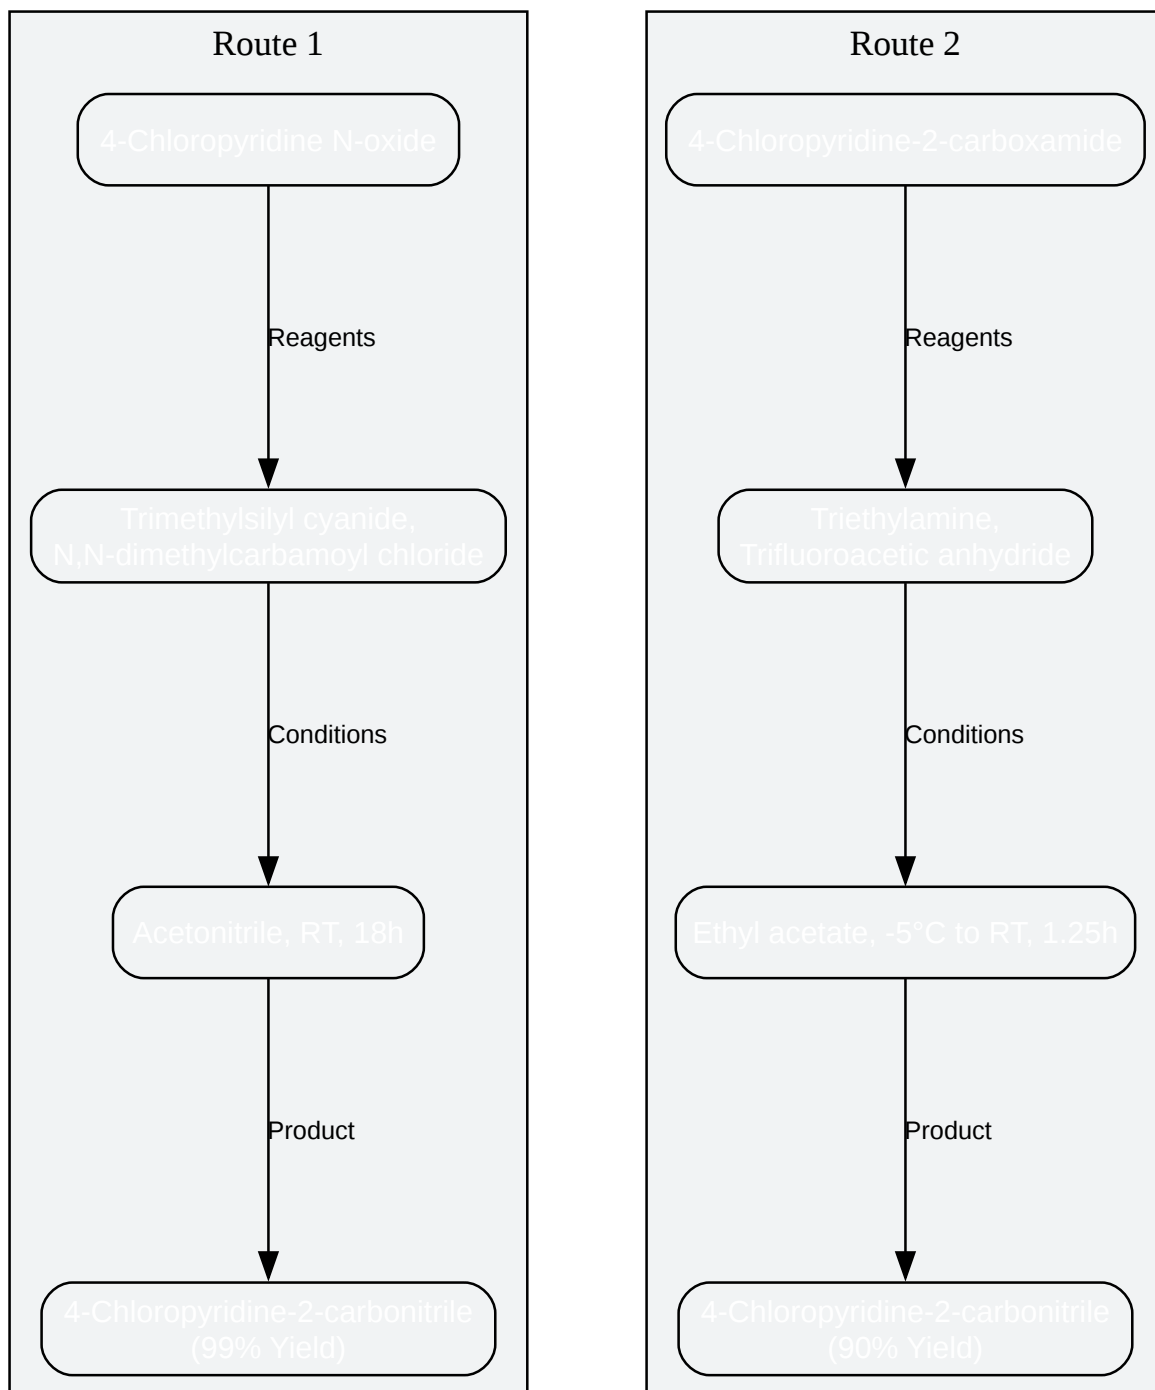 Route 1
4-Chloropyridine N-oxide
Reagents
Trimethylsilyl cyanide,
N,N-dimethylcarbamoyl chloride
Conditions
Acetonitrile, RT, 18h
Product
4-Chloropyridine-2-carbonitrile
(99% Yield)
Route 2
4-Chloropyridine-2-carboxamide
Reagents
Triethylamine,
Trifluoroacetic anhydride
Conditions
Ethyl acetate, -5°C to RT, 1.25h
Product
4-Chloropyridine-2-carbonitrile
(90% Yield)